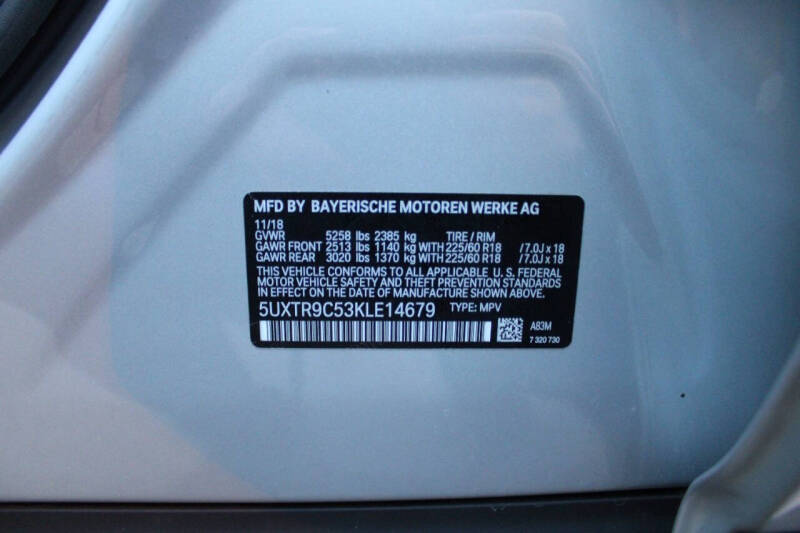 MFD BY BAYERISCHE MOTOREN WERKE AG
11/18
GVWR 5258 lbs 2385 kg TIRE / RIM
GAWR FRONT 2513 lbs 1140 kg WITH 225/60 R18 /7.0J x 18
GAWR REAR 3020 lbs 1370 kg WITH 225/60 R18 /7.0J x 18
THIS VEHICLE CONFORMS TO ALL APPLICABLE U. S. FEDERAL
MOTOR VEHICLE SAFETY AND THEFT PREVENTION STANDARDS
IN EFFECT ON THE DATE OF MANUFACTURE SHOWN ABOVE.
5UXTR9C53KLE14679 TYPE: MPV
A83M
7 320 730